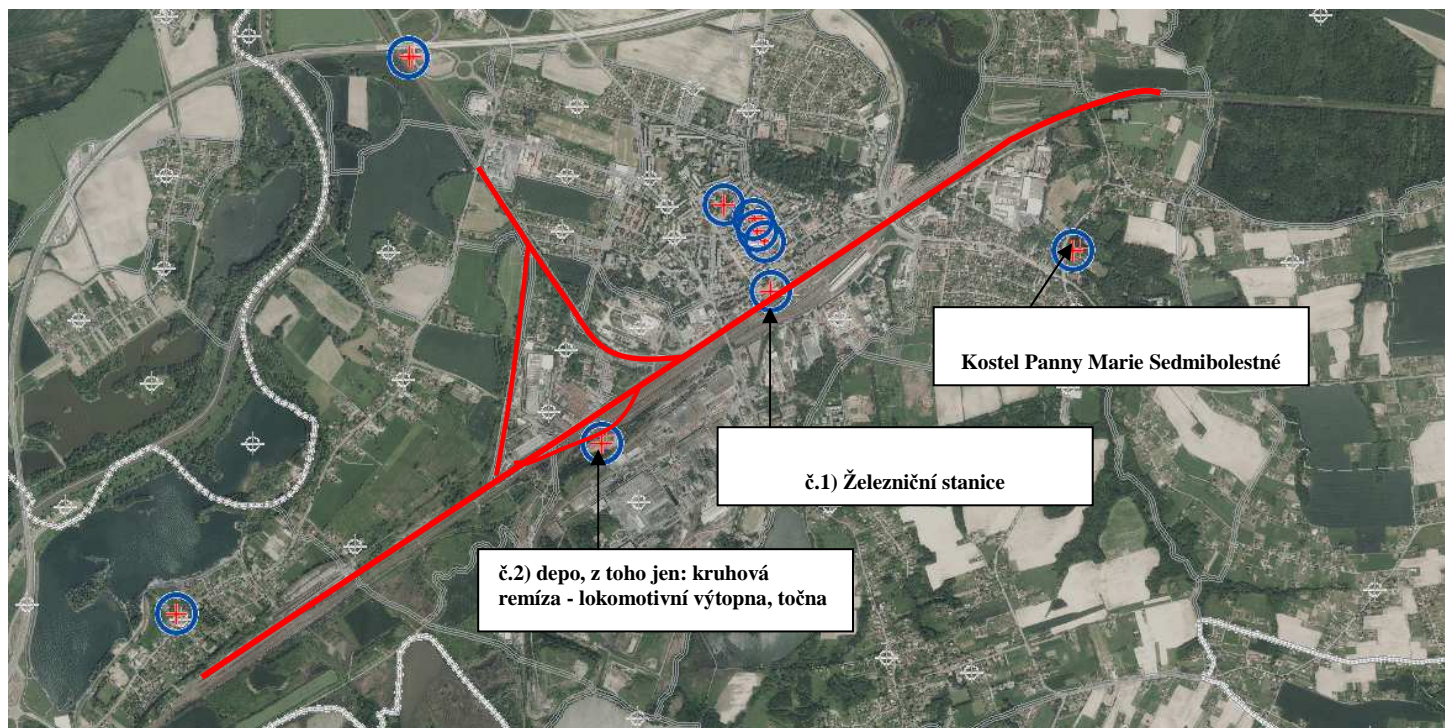 Kostel Panny Marie Sedmibolestné
č.1) Železniční stanice
č.2) depo, z toho jen: kruhová
remíza - lokomotivní výtopna, točna